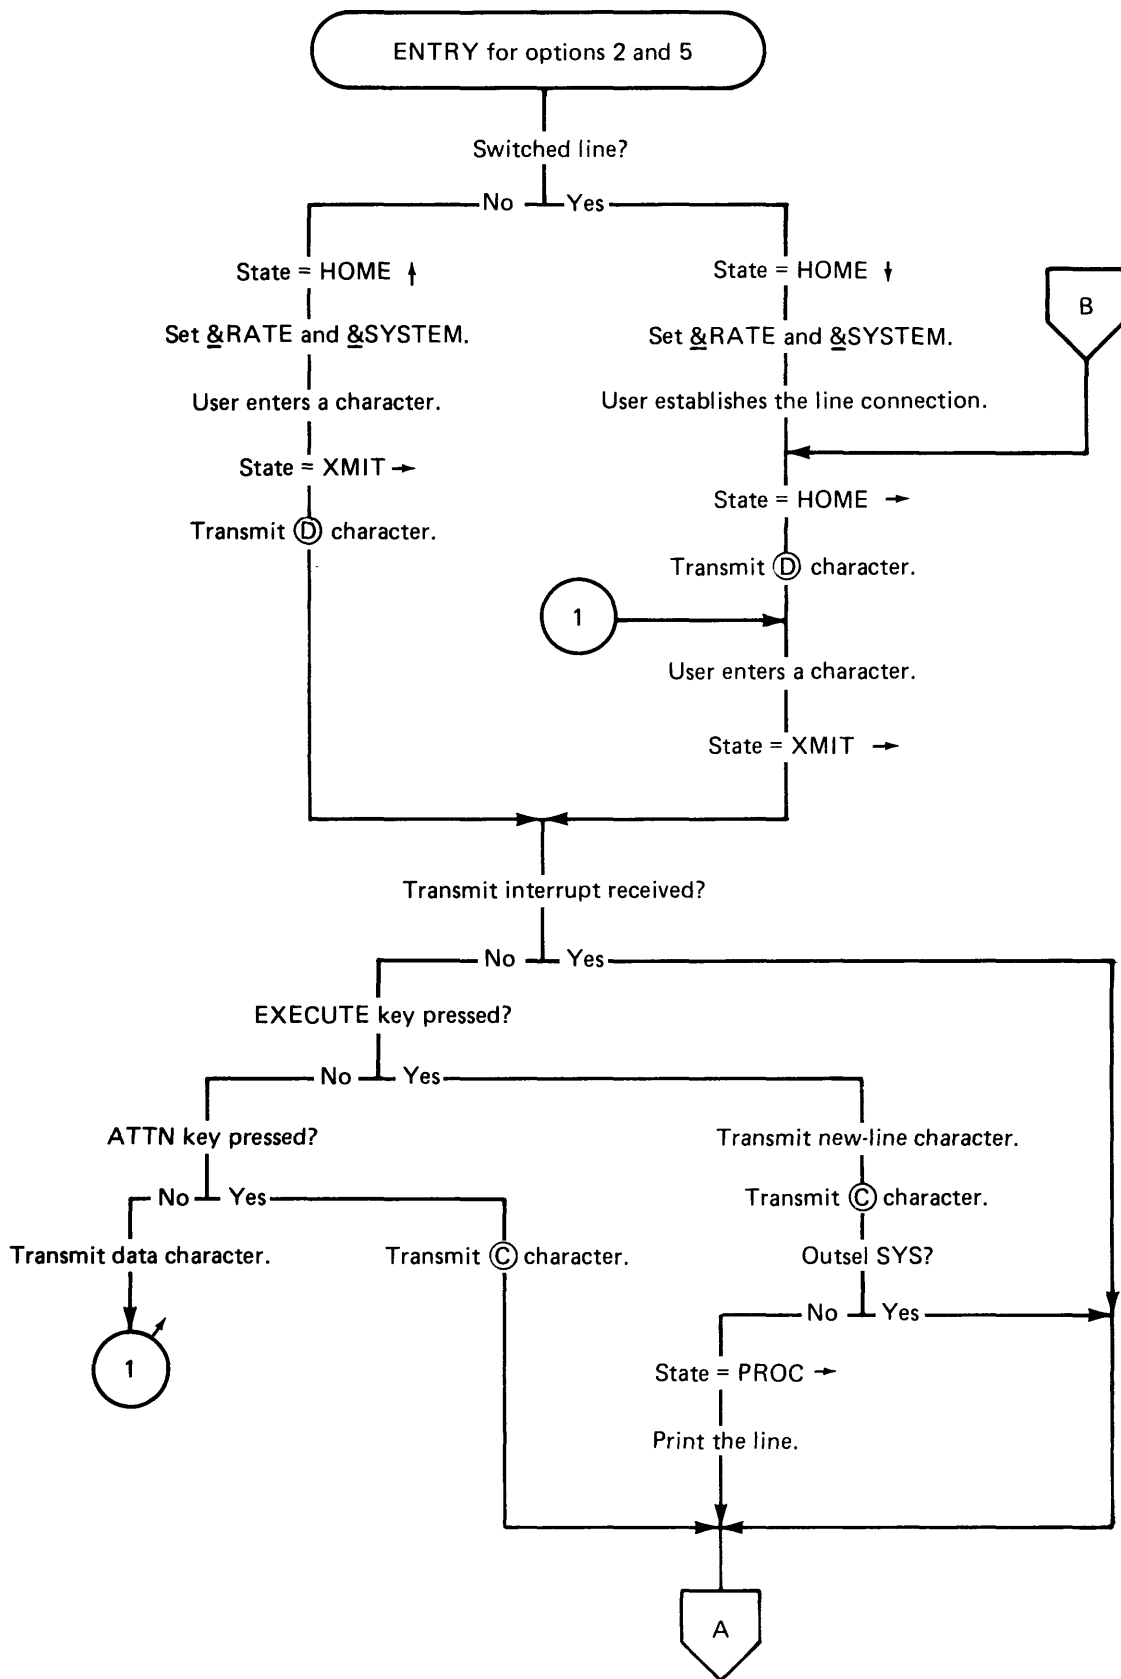 ENTRY for options 2 and 5
Switched line?
No Yes
State = HOME ↑
State = HOME ↓
B
Set &RATE and &SYSTEM.
Set &RATE and &SYSTEM.
User enters a character.
User establishes the line connection.
State = XMIT →
State = HOME →
Transmit Ⓓ character.
Transmit Ⓓ character.
1
User enters a character.
State = XMIT →
Transmit interrupt received?
No Yes
EXECUTE key pressed?
No Yes
ATTN key pressed?
Transmit new-line character.
No Yes
Transmit Ⓒ character.
Transmit data character.
Transmit Ⓒ character.
Outsel SYS?
No Yes
1
State = PROC →
Print the line.
A